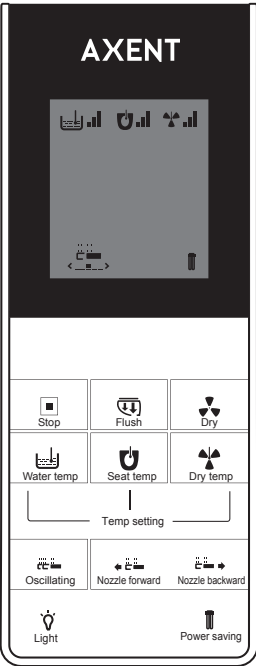 AXENT
Stop Flush Dry
Water temp Seat temp Dry temp
Temp setting
Oscillating Nozzle forward Nozzle backward
Light Power saving